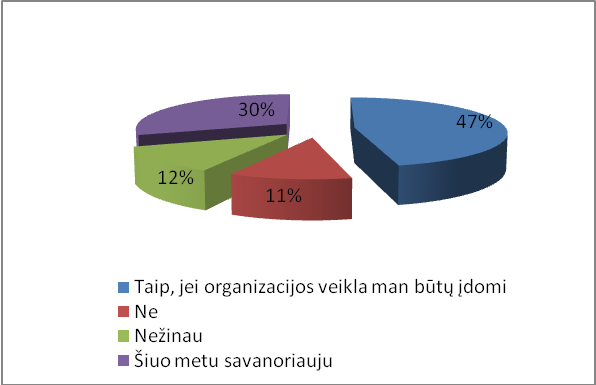 30%
47%
12%
11%
Taip, jei organizacijos veikla man būtų įdomi
Ne
Nežinau
Šiuo metu savanoriauju